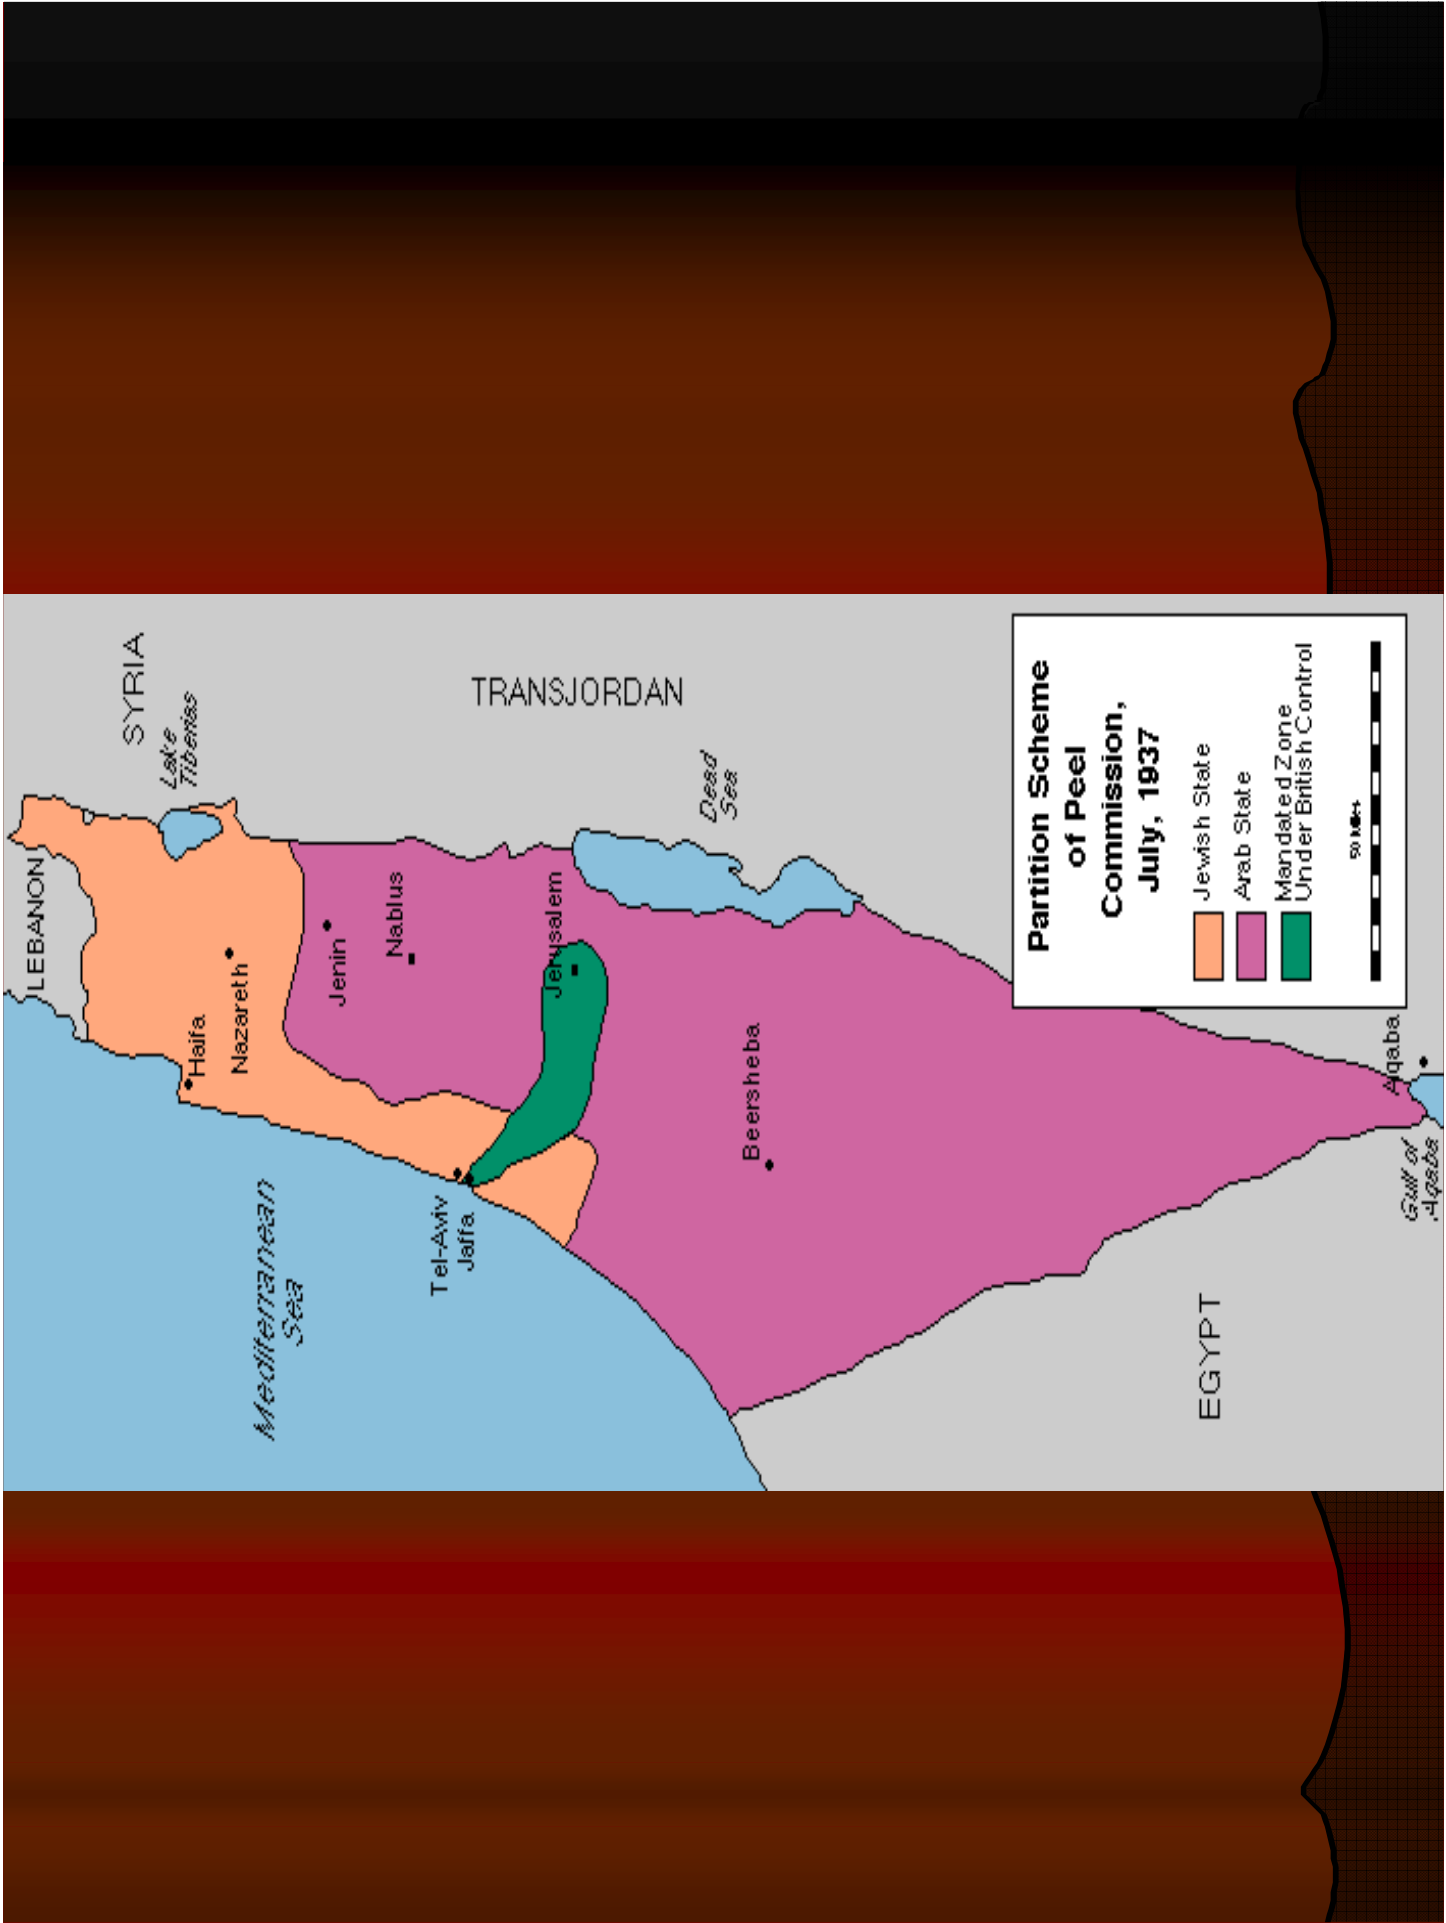 LEBANON
SYRIA
Lake
Tiberias
Haifa
Nazareth
Mediterranean
Sea
Jenin
Nablus
TRANSJORDAN
Tel-Aviv
Jaffa
Jerusalem
Dead
Sea
Beersheba
EGYPT
Aqaba
Gulf of
Aqaba
Partition Scheme
of Peel
Commission,
July, 1937
Jewish State
Arab State
Mandated Zone
Under British Control